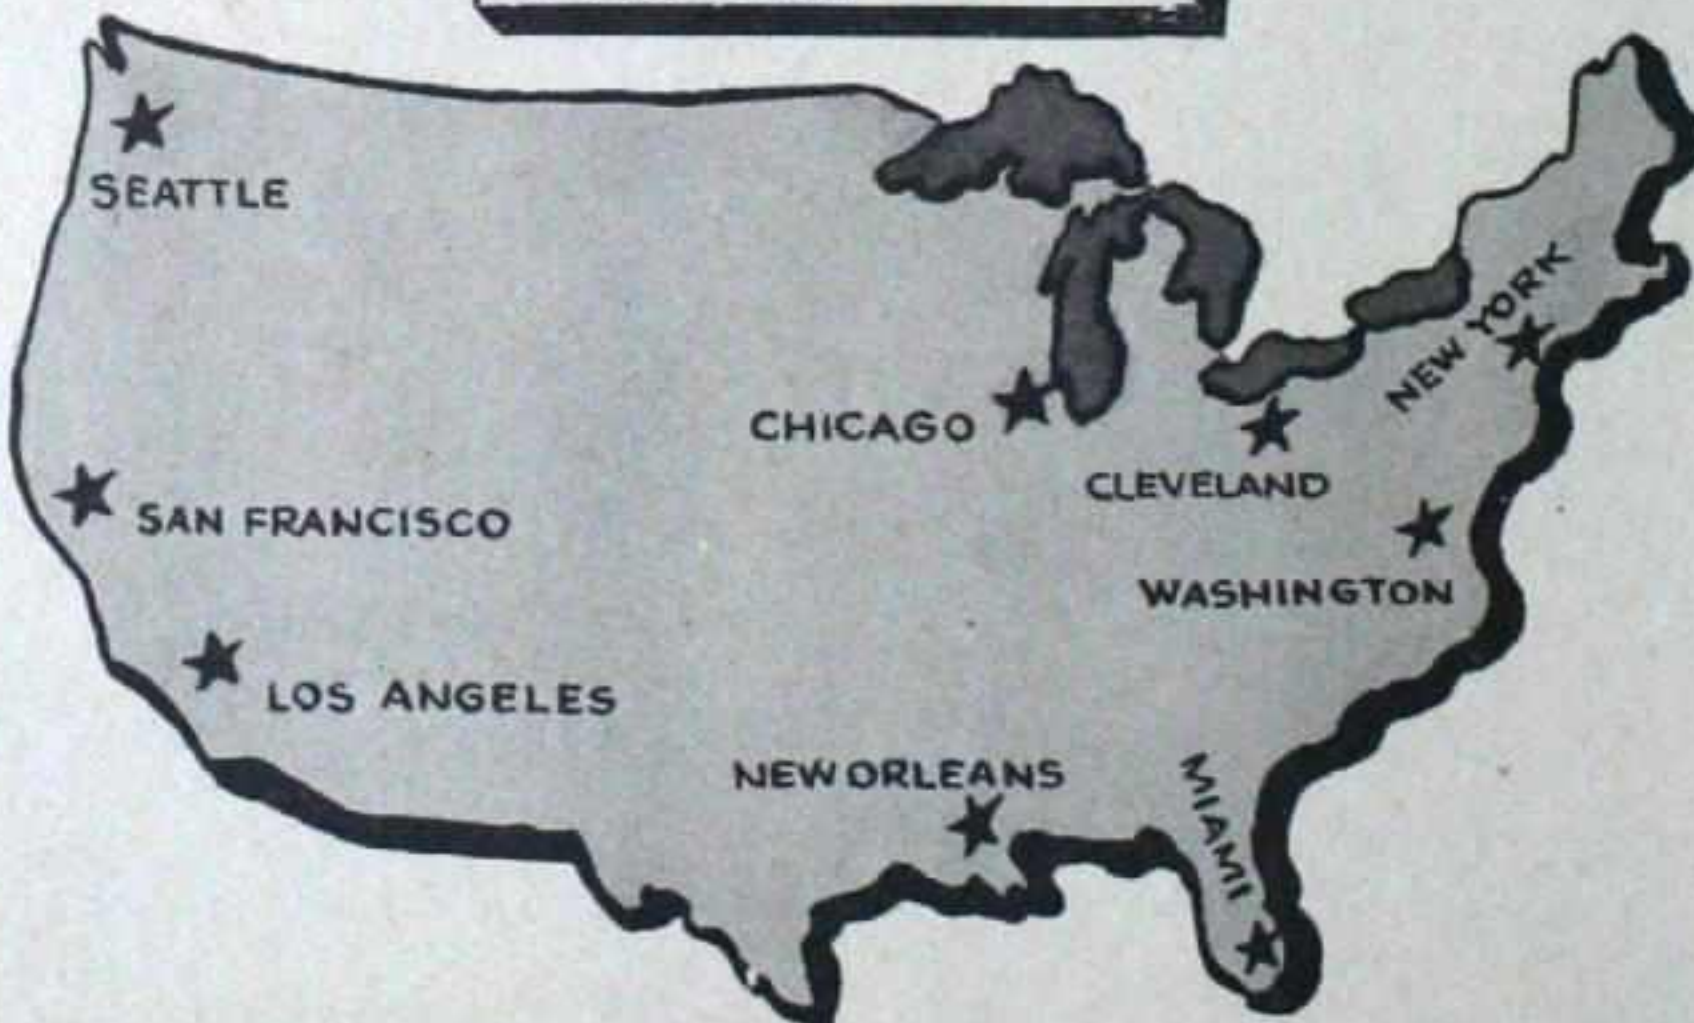 SEATTLE
NEW YORK
CHICAGO
CLEVELAND
SAN FRANCISCO
WASHINGTON
LOS ANGELES
NEW ORLEANS
MIAMI